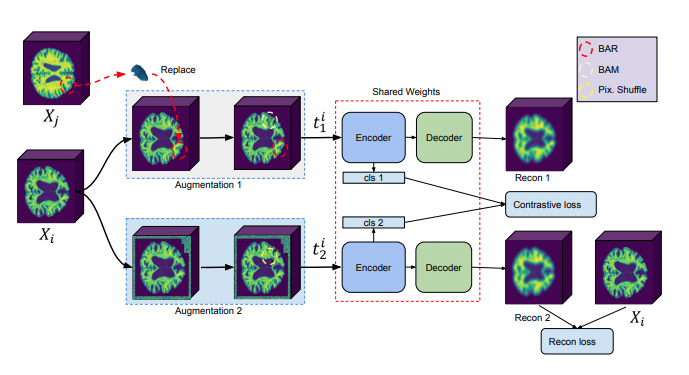 BAR
BAM
Pix. Shuffle
Replace
X_j
Shared Weights
t_1^i
Encoder
Decoder
Augmentation 1
cls 1
Recon 1
X_i
Contrastive loss
cls 2
t_2^i
Encoder
Decoder
Augmentation 2
Recon 2
X_i
Recon loss